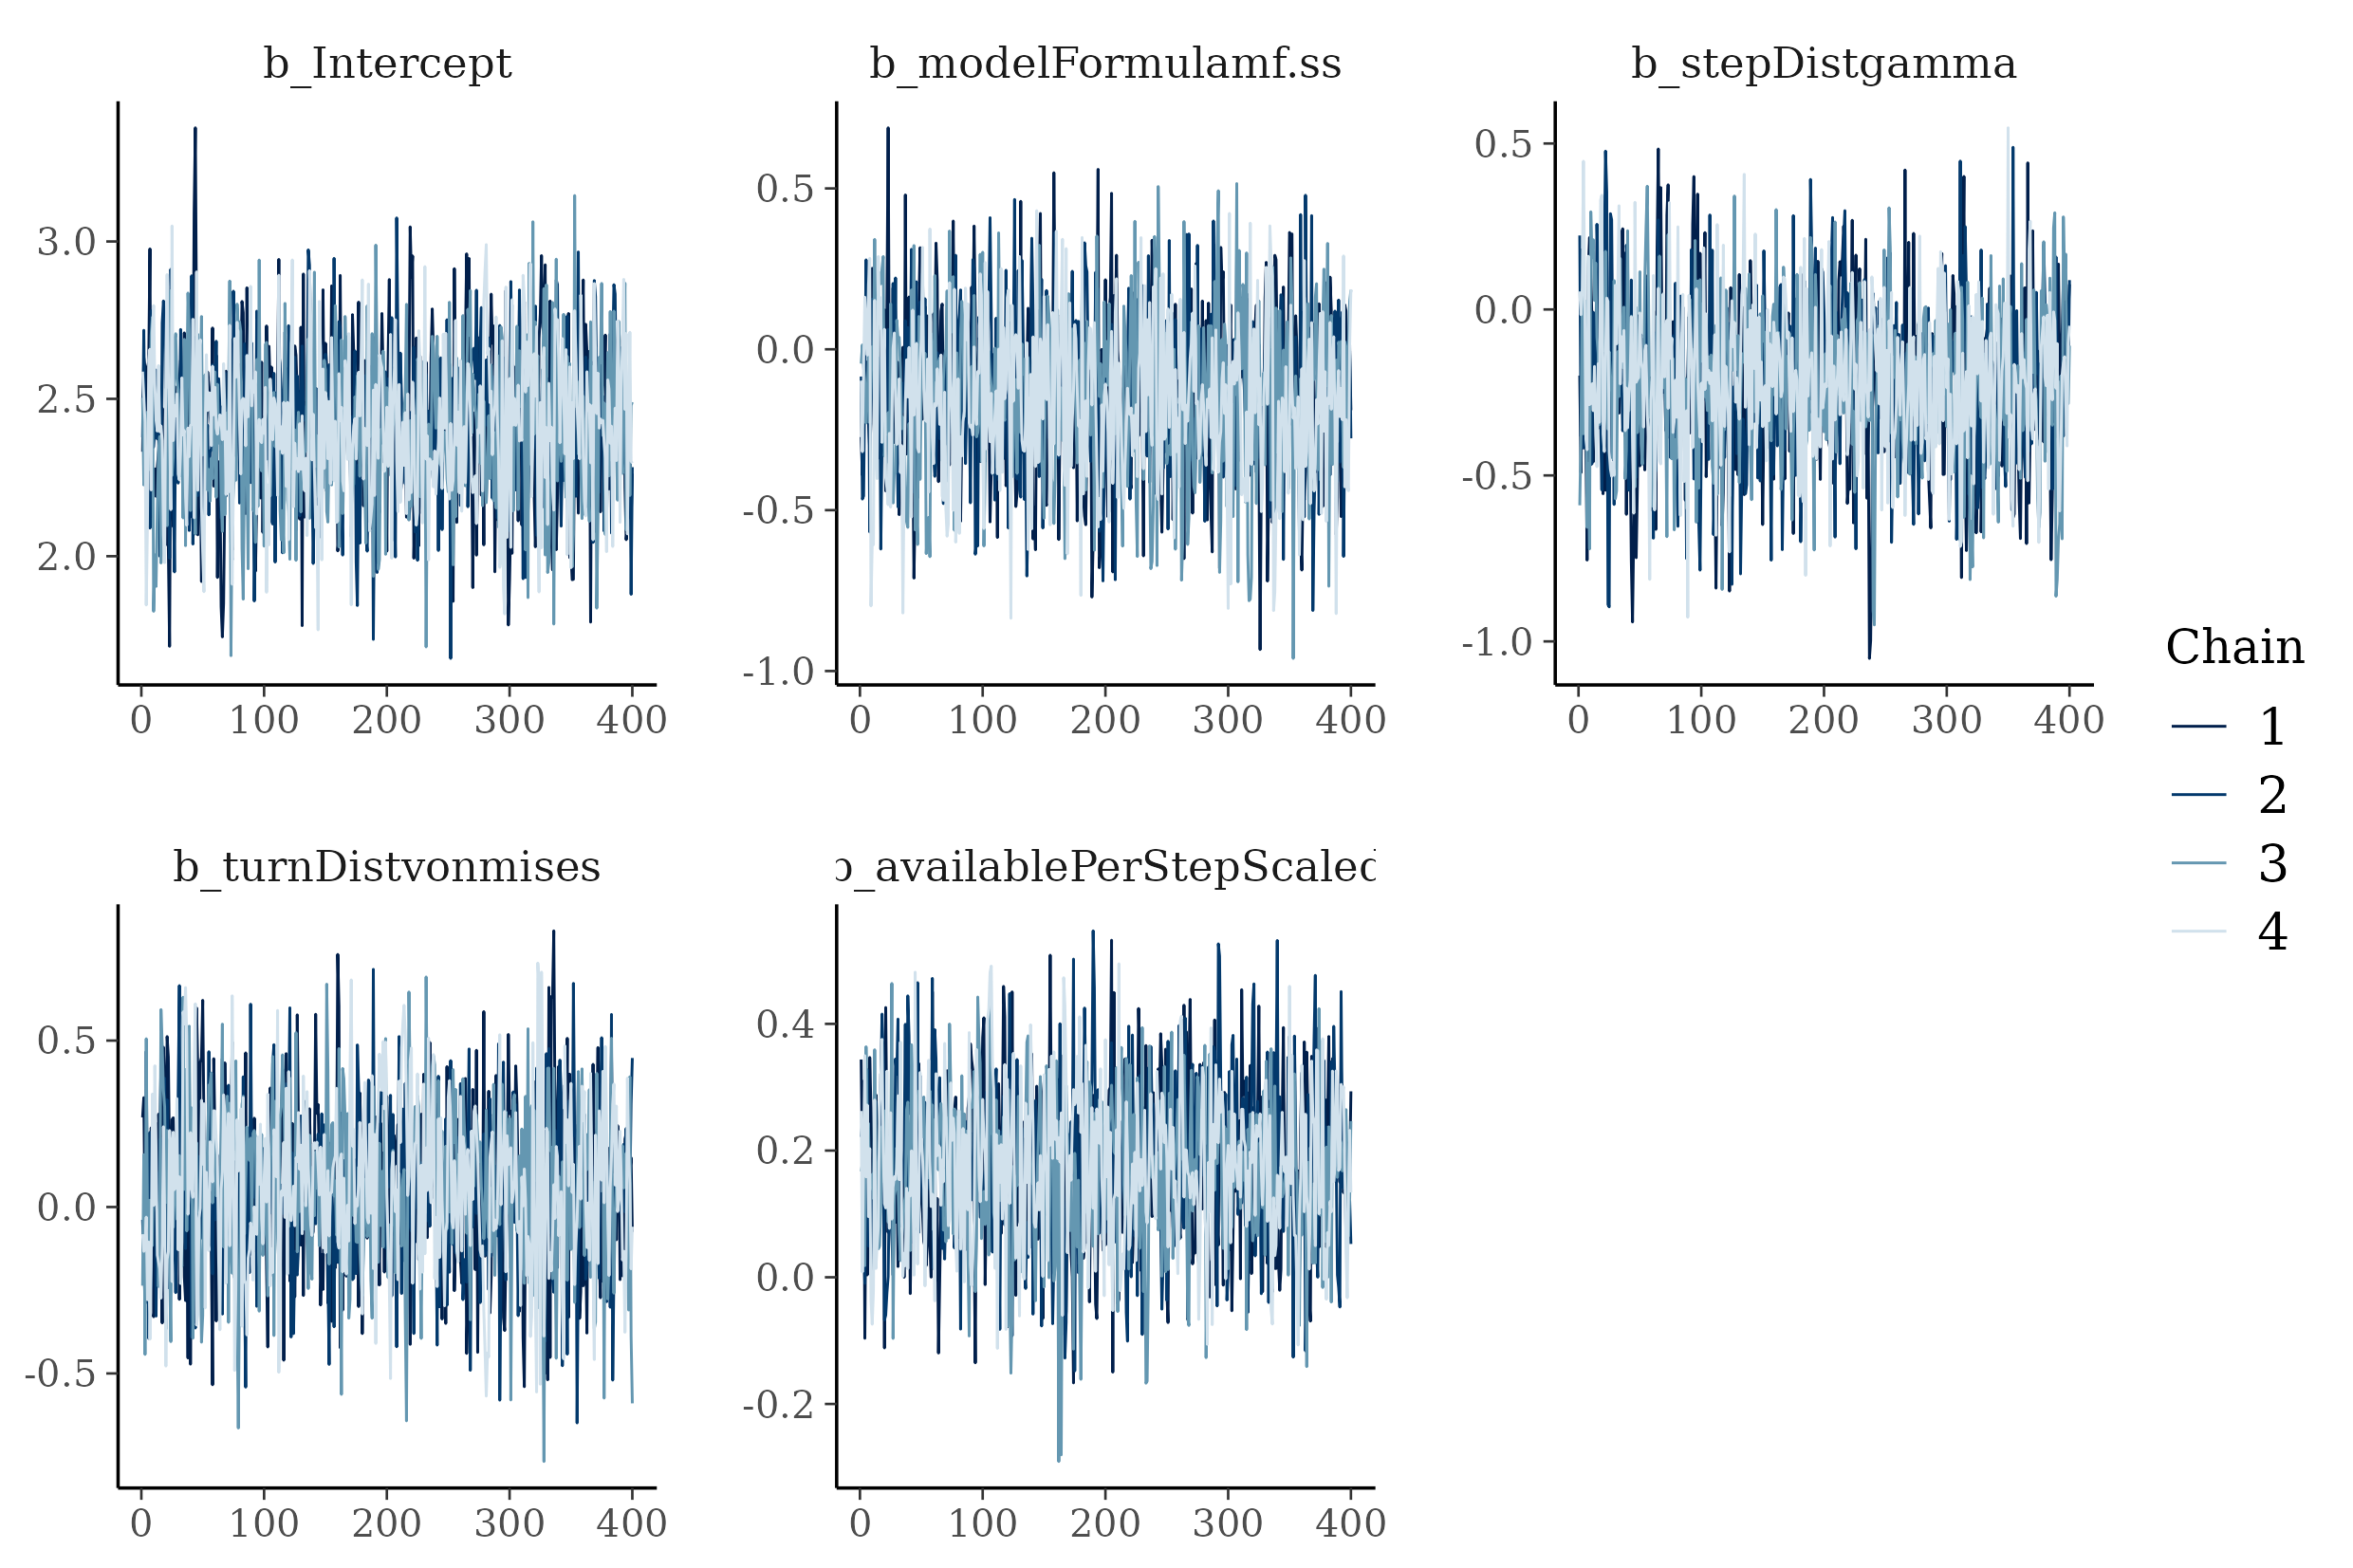 b_Intercept
b_modelFormulamf.ss
b_stepDistgamma
3.0
2.5
2.0
0 100 200 300 400
0.5
0.0
-0.5
-1.0
0 100 200 300 400
0.5
0.0
-0.5
-1.0
0 100 200 300 400
b_turnDistvonmises
b_availablePerStepScaled
0.5
0.0
-0.5
0 100 200 300 400
0.4
0.2
0.0
-0.2
0 100 200 300 400
Chain
1
2
3
4